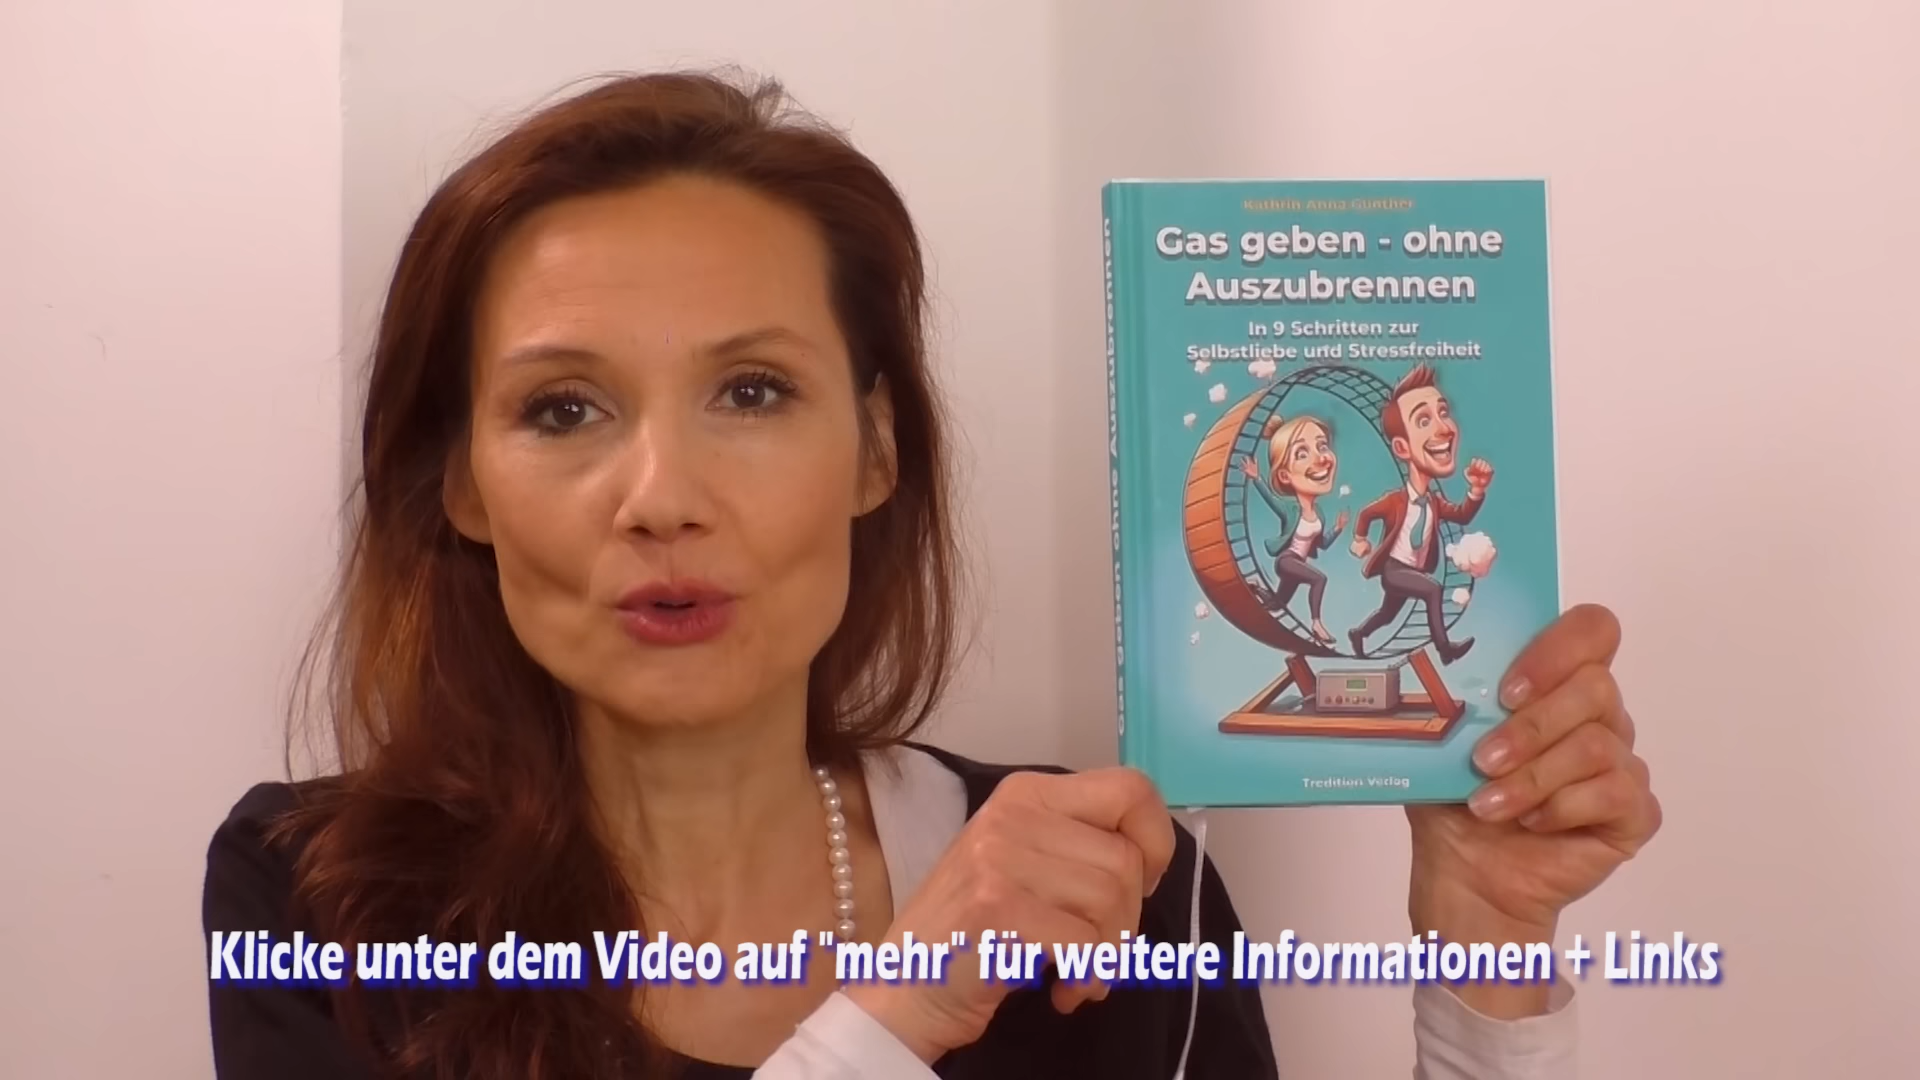 Kathrin Anna Günther
Gas geben - ohne
Auszubrennen
In 9 Schritten zur
Selbstliebe und Stressfreiheit
Gas geben ohne Auszubrennen
Tredition Verlag
Klicke unter dem Video auf "mehr" für weitere Informationen + Links